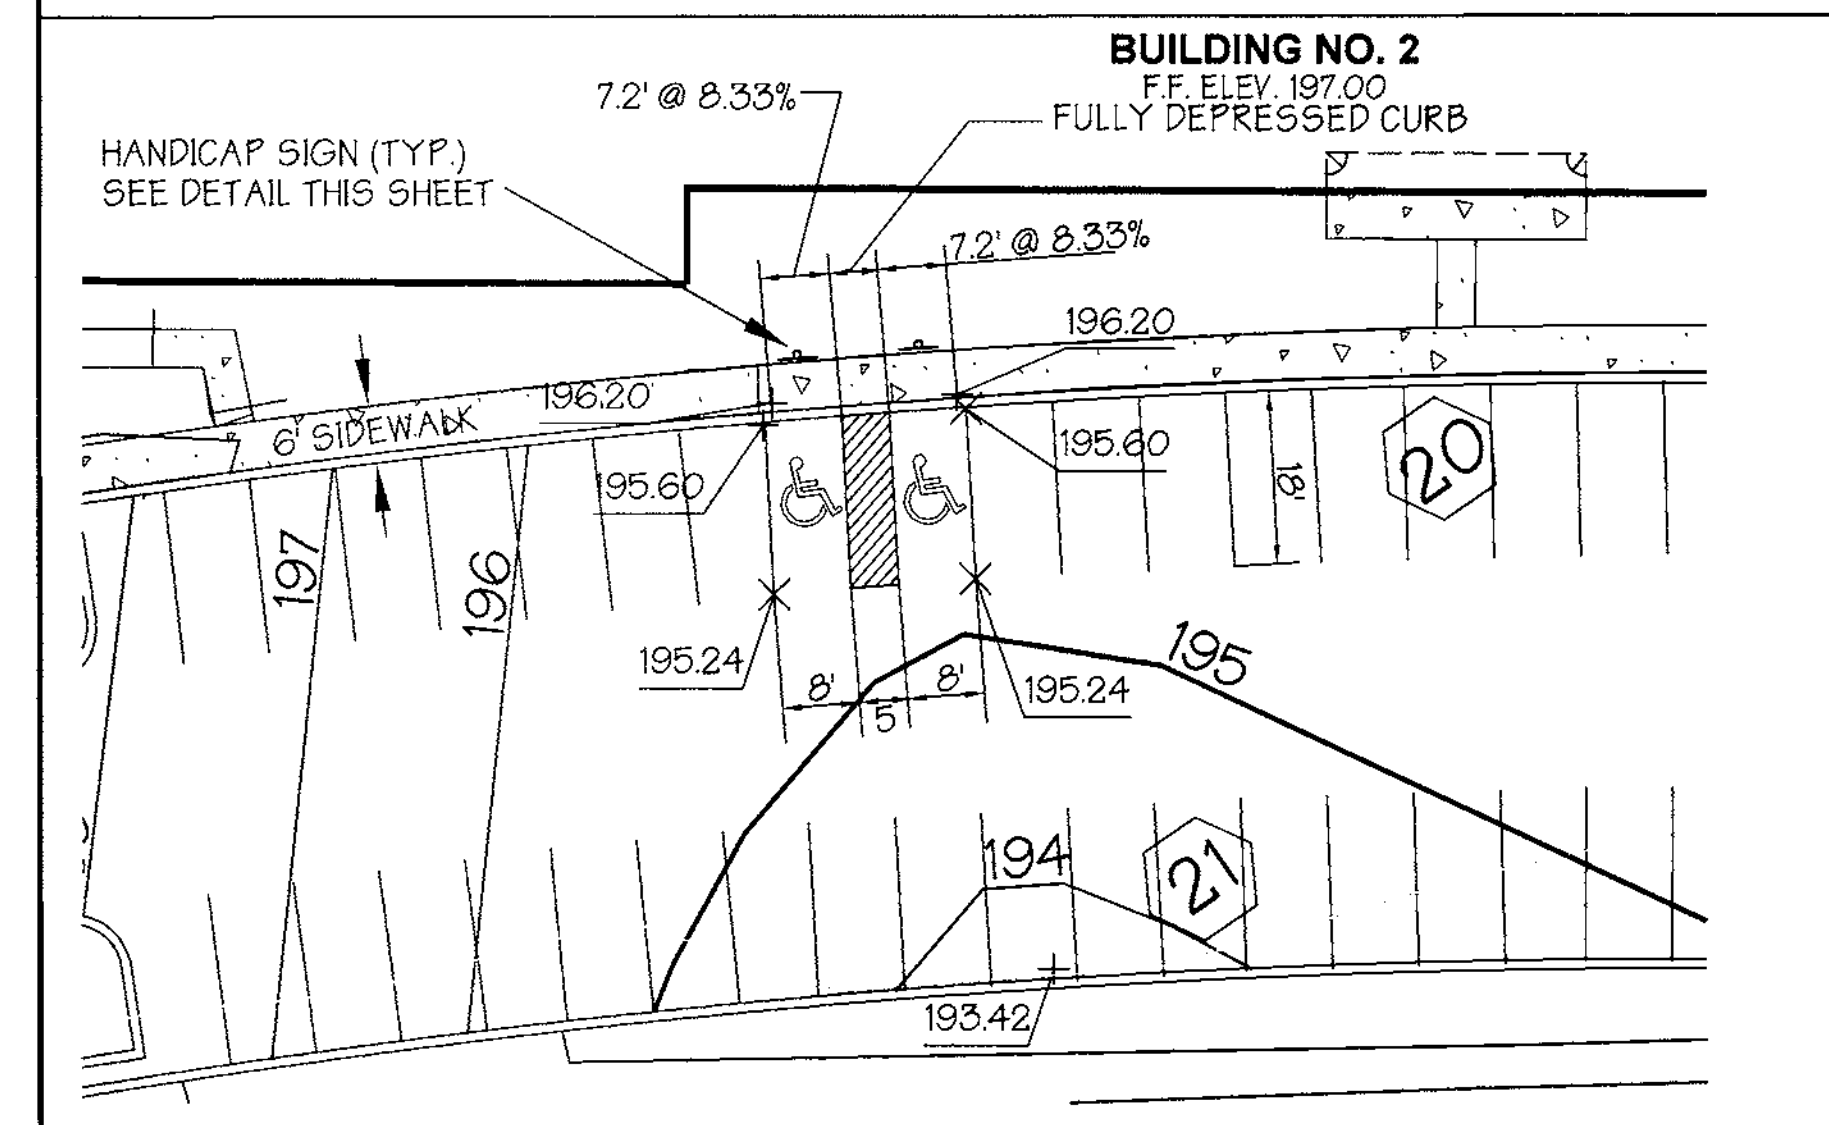 BUILDING NO. 2
F.F. ELEV. 197.00
7.2' @ 8.33%
FULLY DEPRESSED CURB
HANDICAP SIGN (TYP.)
SEE DETAIL THIS SHEET
7.2' @ 8.33%
196.20
196.20
6' SIDEWALK
195.60
195.60
18'
20
197
196
195.24
195.24
8'
5
8'
195
194
21
193.42